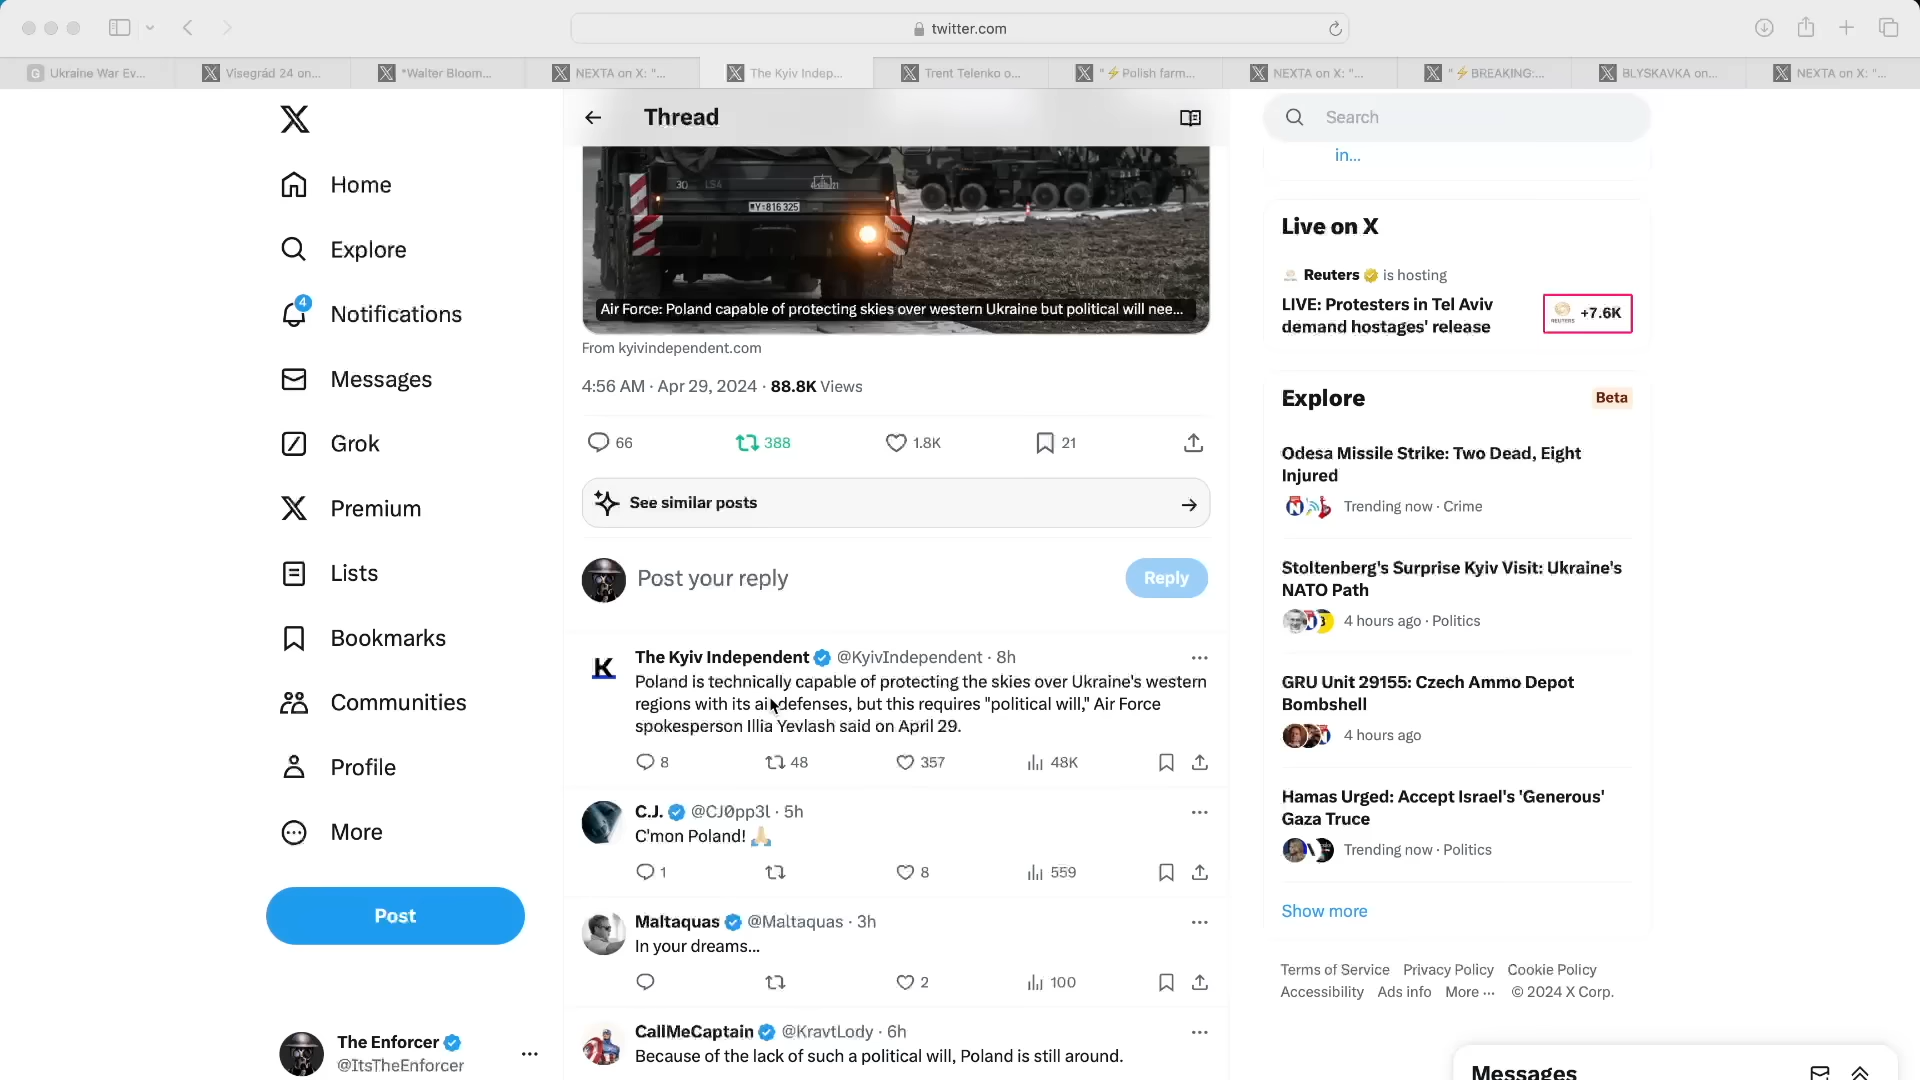 twitter.com
Ukraine War Ev...
Visegrád 24 on...
"Walter Bloom...
NEXTA on X: "...
The Kyiv Indep...
Trent Telenko o...
"⚡Polish farm...
NEXTA on X: "...
"⚡BREAKING:...
BLYSKAVKA on...
NEXTA on X: "...
Home
Explore
4
Notifications
Messages
Grok
Premium
Lists
Bookmarks
Communities
Profile
More
Post
The Enforcer
@ItsTheEnforcer
Thread
30 LS4
Y-816 325
Air Force: Poland capable of protecting skies over western Ukraine but political will nee...
From kyivindependent.com
4:56 AM · Apr 29, 2024 · 88.8K Views
66 388 1.8K 21
See similar posts
Post your reply
Reply
K
The Kyiv Independent @KyivIndependent · 8h
Poland is technically capable of protecting the skies over Ukraine's western
regions with its air defenses, but this requires "political will," Air Force
spokesperson Illia Yevlash said on April 29.
8 48 357 48K
C.J. @CJ0pp3l · 5h
C'mon Poland! 🙏🏼
1 8 559
Maltaquas @Maltaquas · 3h
In your dreams...
2 100
CallMeCaptain @KravtLody · 6h
Because of the lack of such a political will, Poland is still around.
Search
in...
Live on X
Reuters is hosting
LIVE: Protesters in Tel Aviv
demand hostages' release
REUTERS +7.6K
Explore
Beta
Odesa Missile Strike: Two Dead, Eight
Injured
Trending now · Crime
Stoltenberg's Surprise Kyiv Visit: Ukraine's
NATO Path
4 hours ago · Politics
GRU Unit 29155: Czech Ammo Depot
Bombshell
4 hours ago
Hamas Urged: Accept Israel's 'Generous'
Gaza Truce
Trending now · Politics
Show more
Terms of Service Privacy Policy Cookie Policy
Accessibility Ads info More ··· © 2024 X Corp.
Messages